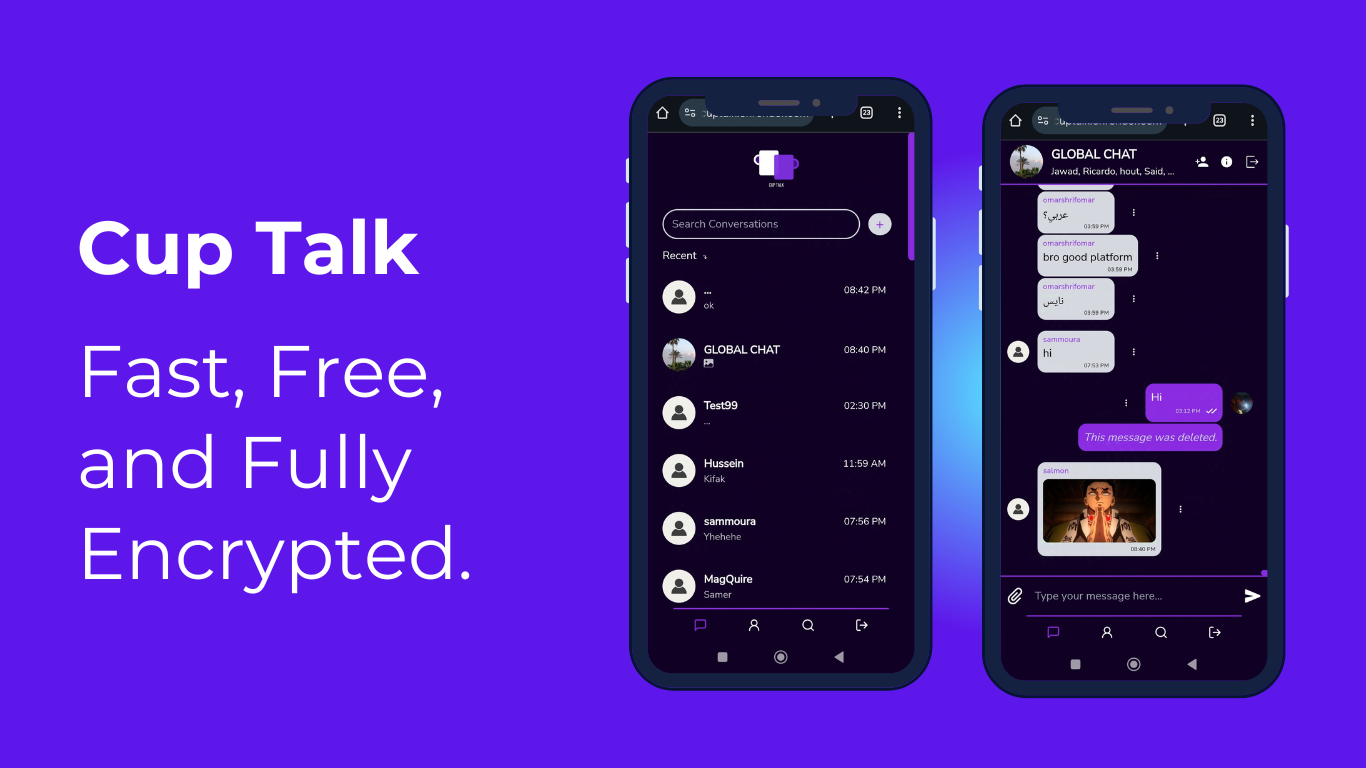 Cup Talk
Fast, Free,
and Fully
Encrypted.
23
CUP TALK
Search Conversations
+
Recent
...
08:42 PM
ok
GLOBAL CHAT
08:40 PM
Test99
02:30 PM
...
Hussein
11:59 AM
Kifak
sammoura
07:56 PM
Yhehehe
MagQuire
07:54 PM
Samer
23
GLOBAL CHAT
Jawad, Ricardo, hout, Said, ...
omarshrifomar
عربي؟
03:59 PM
omarshrifomar
bro good platform
03:59 PM
omarshrifomar
نايس
03:59 PM
sammoura
hi
07:53 PM
Hi
03:12 PM
This message was deleted.
salmon
08:40 PM
Type your message here...